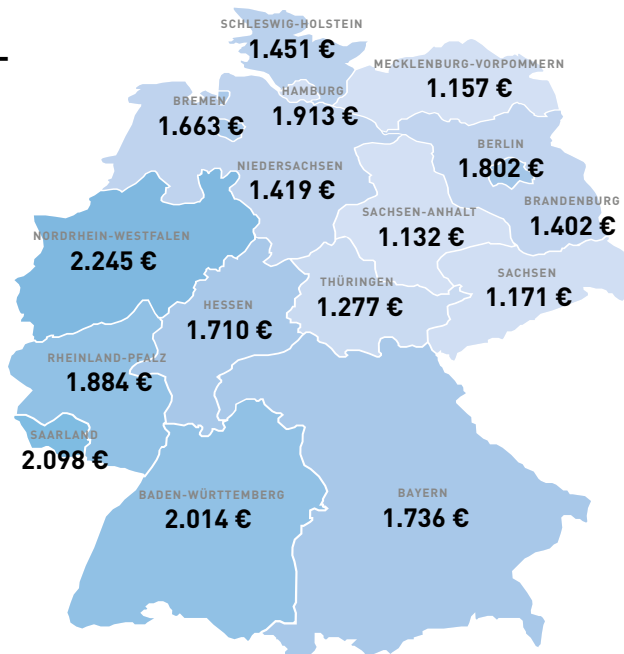 SCHLESWIG-HOLSTEIN
1.451 €
MECKLENBURG-VORPOMMERN
1.157 €
HAMBURG
1.913 €
BREMEN
1.663 €
BERLIN
1.802 €
NIEDERSACHSEN
1.419 €
BRANDENBURG
1.402 €
SACHSEN-ANHALT
1.132 €
NORDRHEIN-WESTFALEN
2.245 €
SACHSEN
1.171 €
THÜRINGEN
1.277 €
HESSEN
1.710 €
RHEINLAND-PFALZ
1.884 €
SAARLAND
2.098 €
BADEN-WÜRTTEMBERG
2.014 €
BAYERN
1.736 €